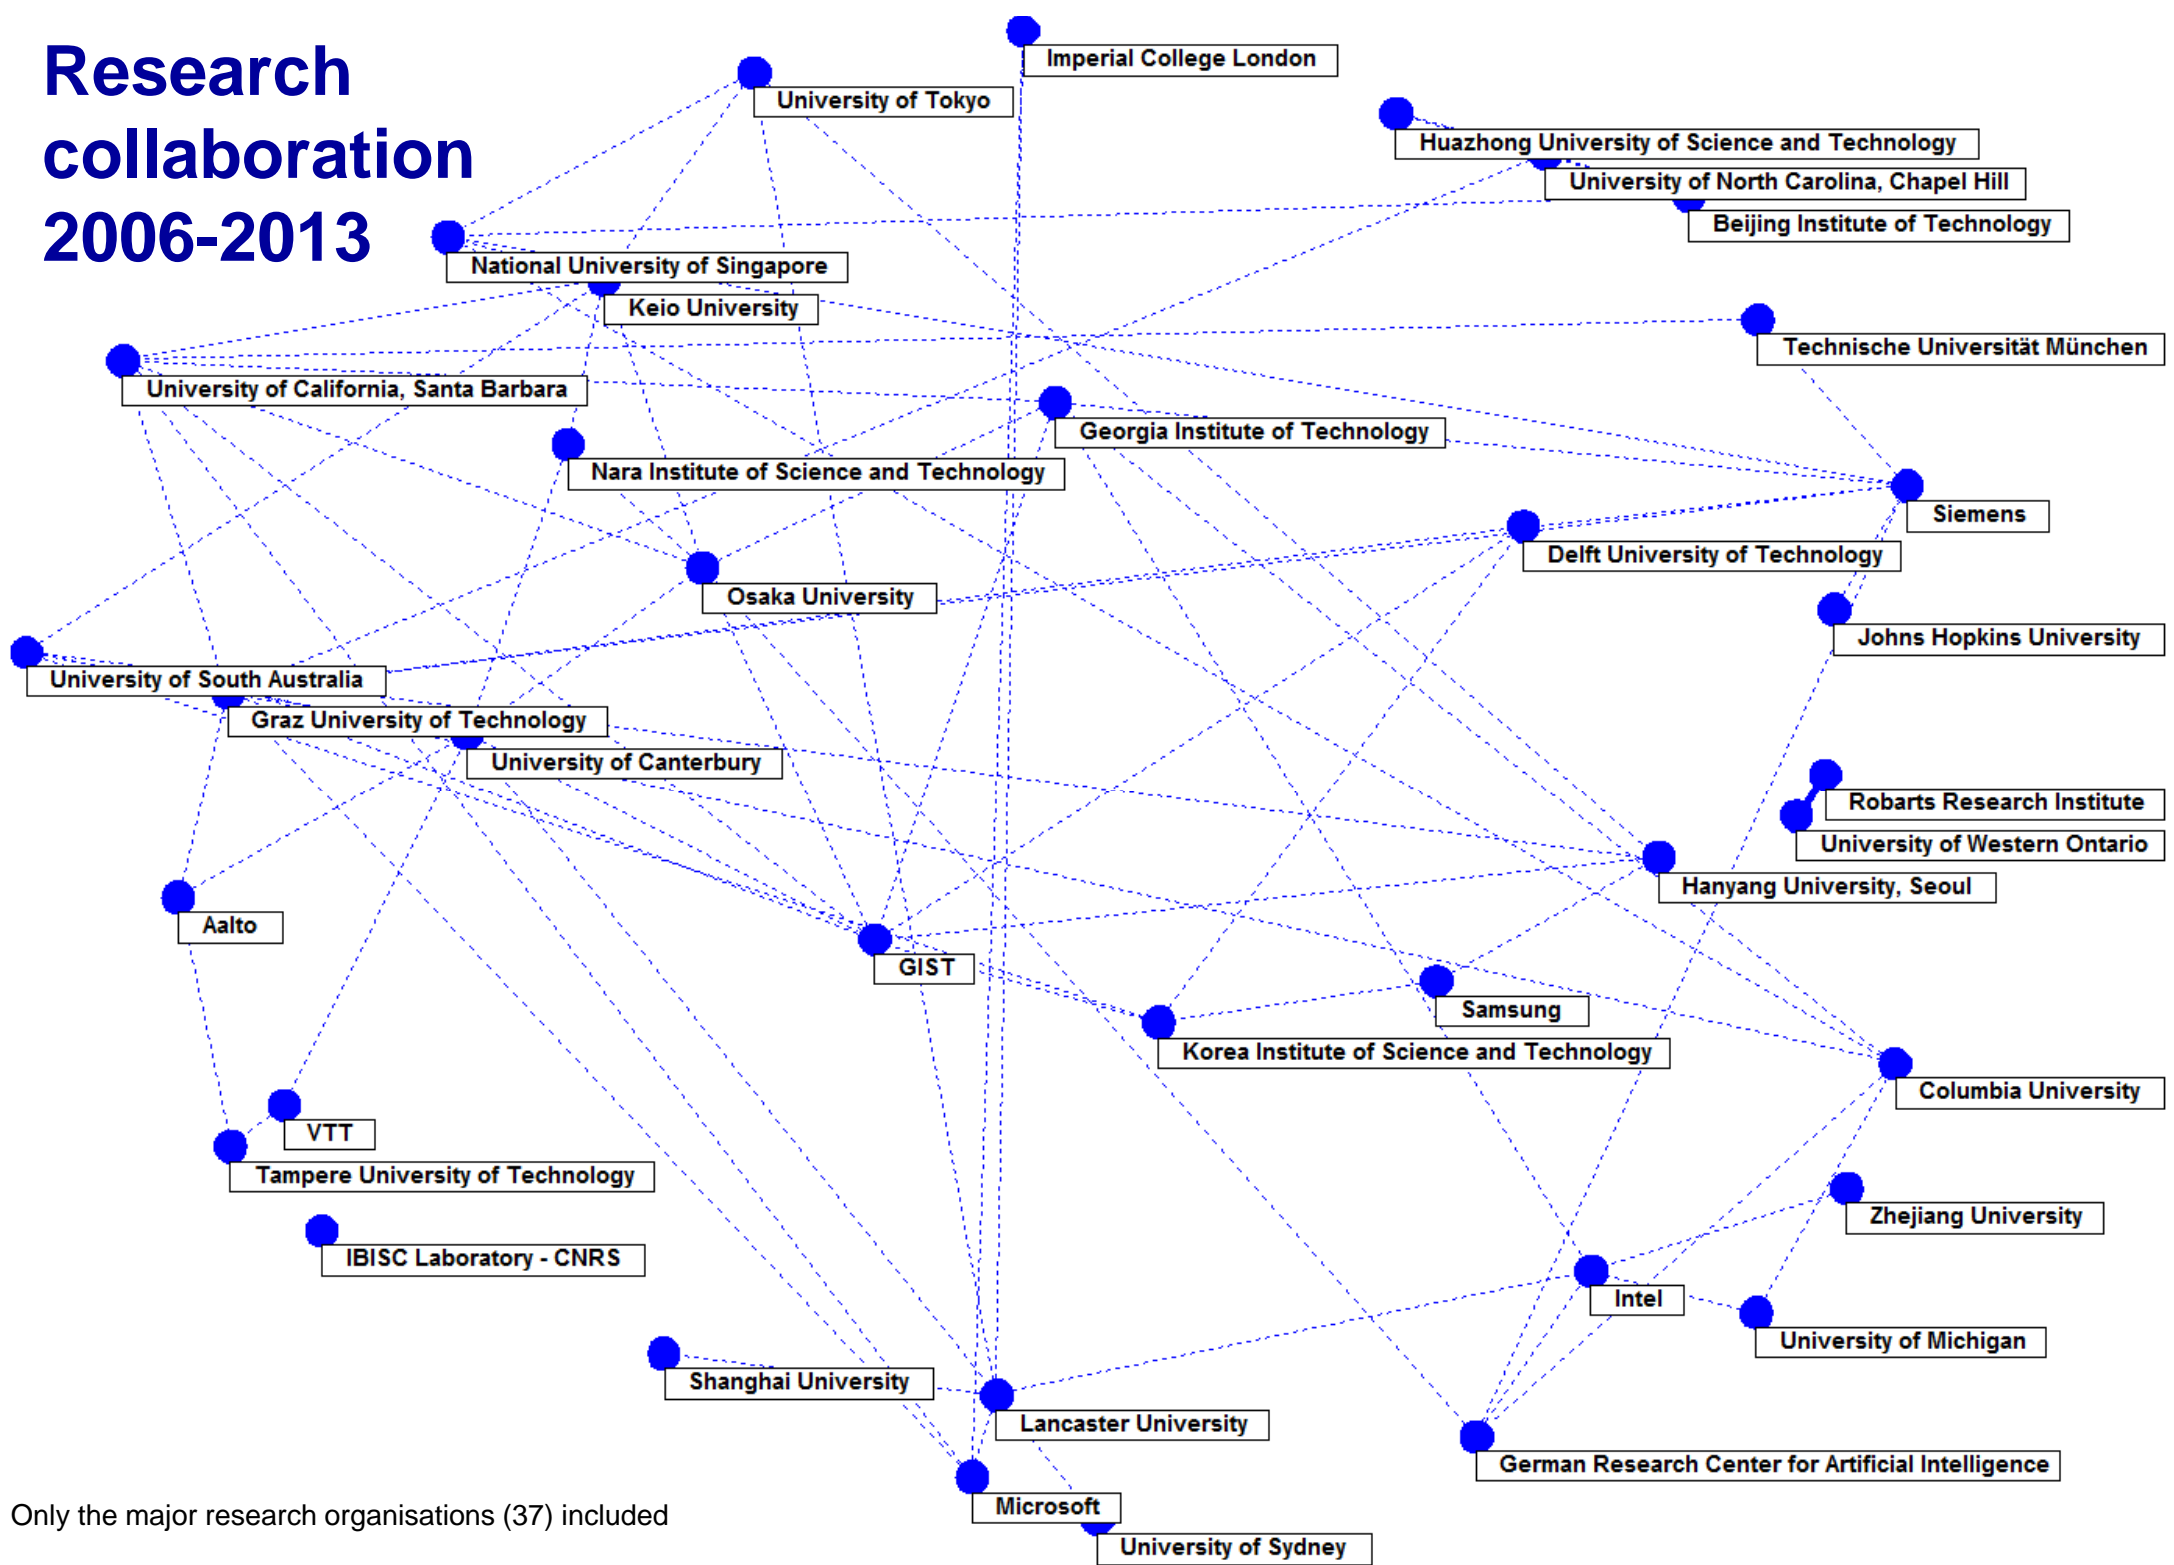 Research
collaboration
2006-2013
Imperial College London
University of Tokyo
Huazhong University of Science and Technology
University of North Carolina, Chapel Hill
Beijing Institute of Technology
National University of Singapore
Keio University
Technische Universität München
University of California, Santa Barbara
Georgia Institute of Technology
Nara Institute of Science and Technology
Siemens
Delft University of Technology
Osaka University
Johns Hopkins University
University of South Australia
Graz University of Technology
University of Canterbury
Robarts Research Institute
University of Western Ontario
Hanyang University, Seoul
Aalto
GIST
Samsung
Korea Institute of Science and Technology
Columbia University
VTT
Tampere University of Technology
Zhejiang University
IBISC Laboratory - CNRS
Intel
University of Michigan
Shanghai University
Lancaster University
German Research Center for Artificial Intelligence
Microsoft
University of Sydney
Only the major research organisations (37) included